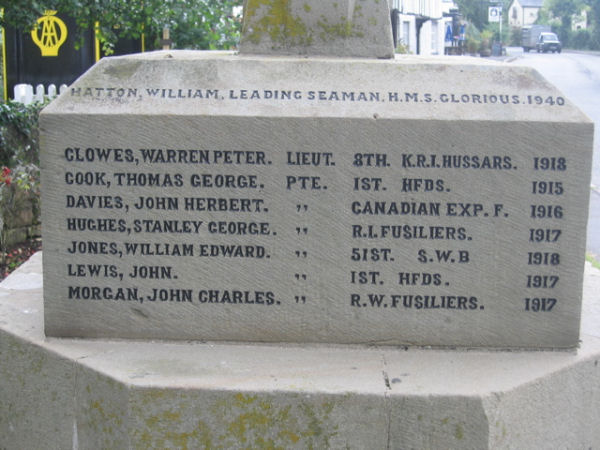 AA
HATTON, WILLIAM, LEADING SEAMAN, H.M.S. GLORIOUS. 1940
CLOWES, WARREN PETER. LIEUT. 8TH. K.R.I. HUSSARS. 1918
COOK, THOMAS GEORGE. PTE. 1ST. HFDS. 1915
DAVIES, JOHN HERBERT. ,, CANADIAN EXP. F. 1916
HUGHES, STANLEY GEORGE. ,, R.I. FUSILIERS. 1917
JONES, WILLIAM EDWARD. ,, 51ST. S.W.B 1918
LEWIS, JOHN. ,, 1ST. HFDS. 1917
MORGAN, JOHN CHARLES. ,, R.W. FUSILIERS. 1917